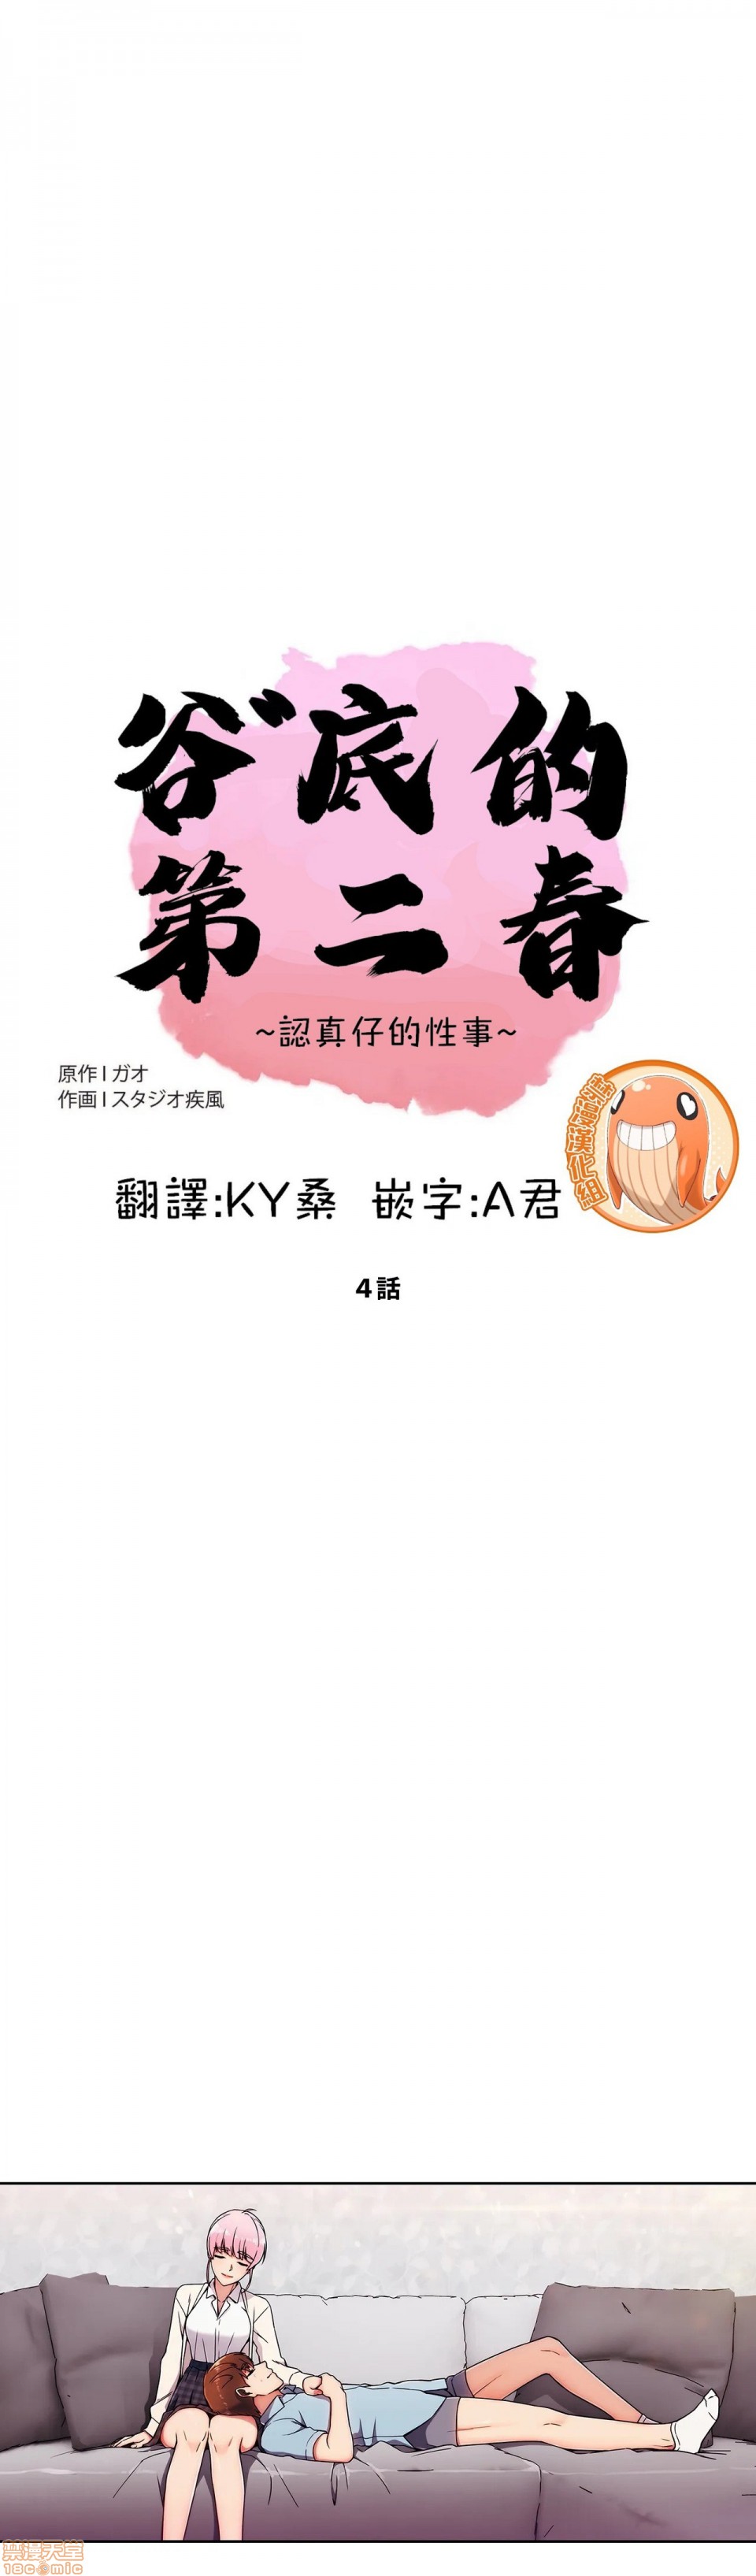 谷底的
第二春
~認真仔的性事~
原作 I ガオ
作画 I スタジオ疾風
翻譯:KY桑 嵌字:A君
漫漢化組
4話
禁漫天堂
18comic